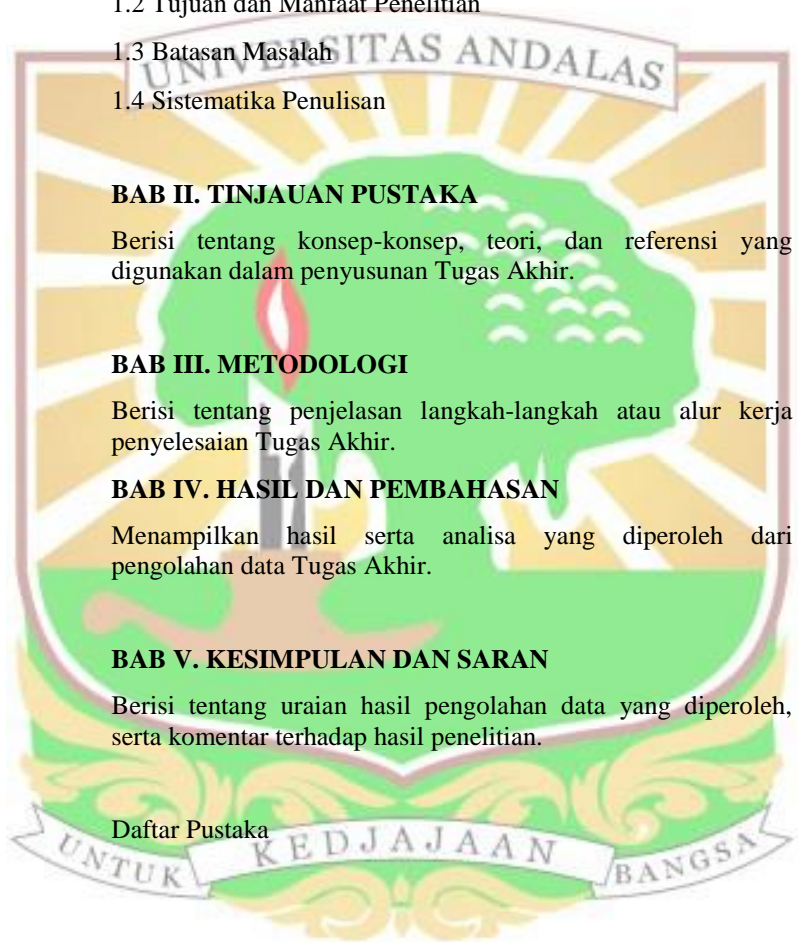 1.2 Tujuan dan Manfaat Penelitian
1.3 Batasan Masalah
UNIVERSITAS ANDALAS
1.4 Sistematika Penulisan
BAB II. TINJAUAN PUSTAKA
Berisi tentang konsep-konsep, teori, dan referensi yang
digunakan dalam penyusunan Tugas Akhir.
BAB III. METODOLOGI
Berisi tentang penjelasan langkah-langkah atau alur kerja
penyelesaian Tugas Akhir.
BAB IV. HASIL DAN PEMBAHASAN
Menampilkan hasil serta analisa yang diperoleh dari
pengolahan data Tugas Akhir.
BAB V. KESIMPULAN DAN SARAN
Berisi tentang uraian hasil pengolahan data yang diperoleh,
serta komentar terhadap hasil penelitian.
Daftar Pustaka
UNTUK KEDJAJAAN BANGSA